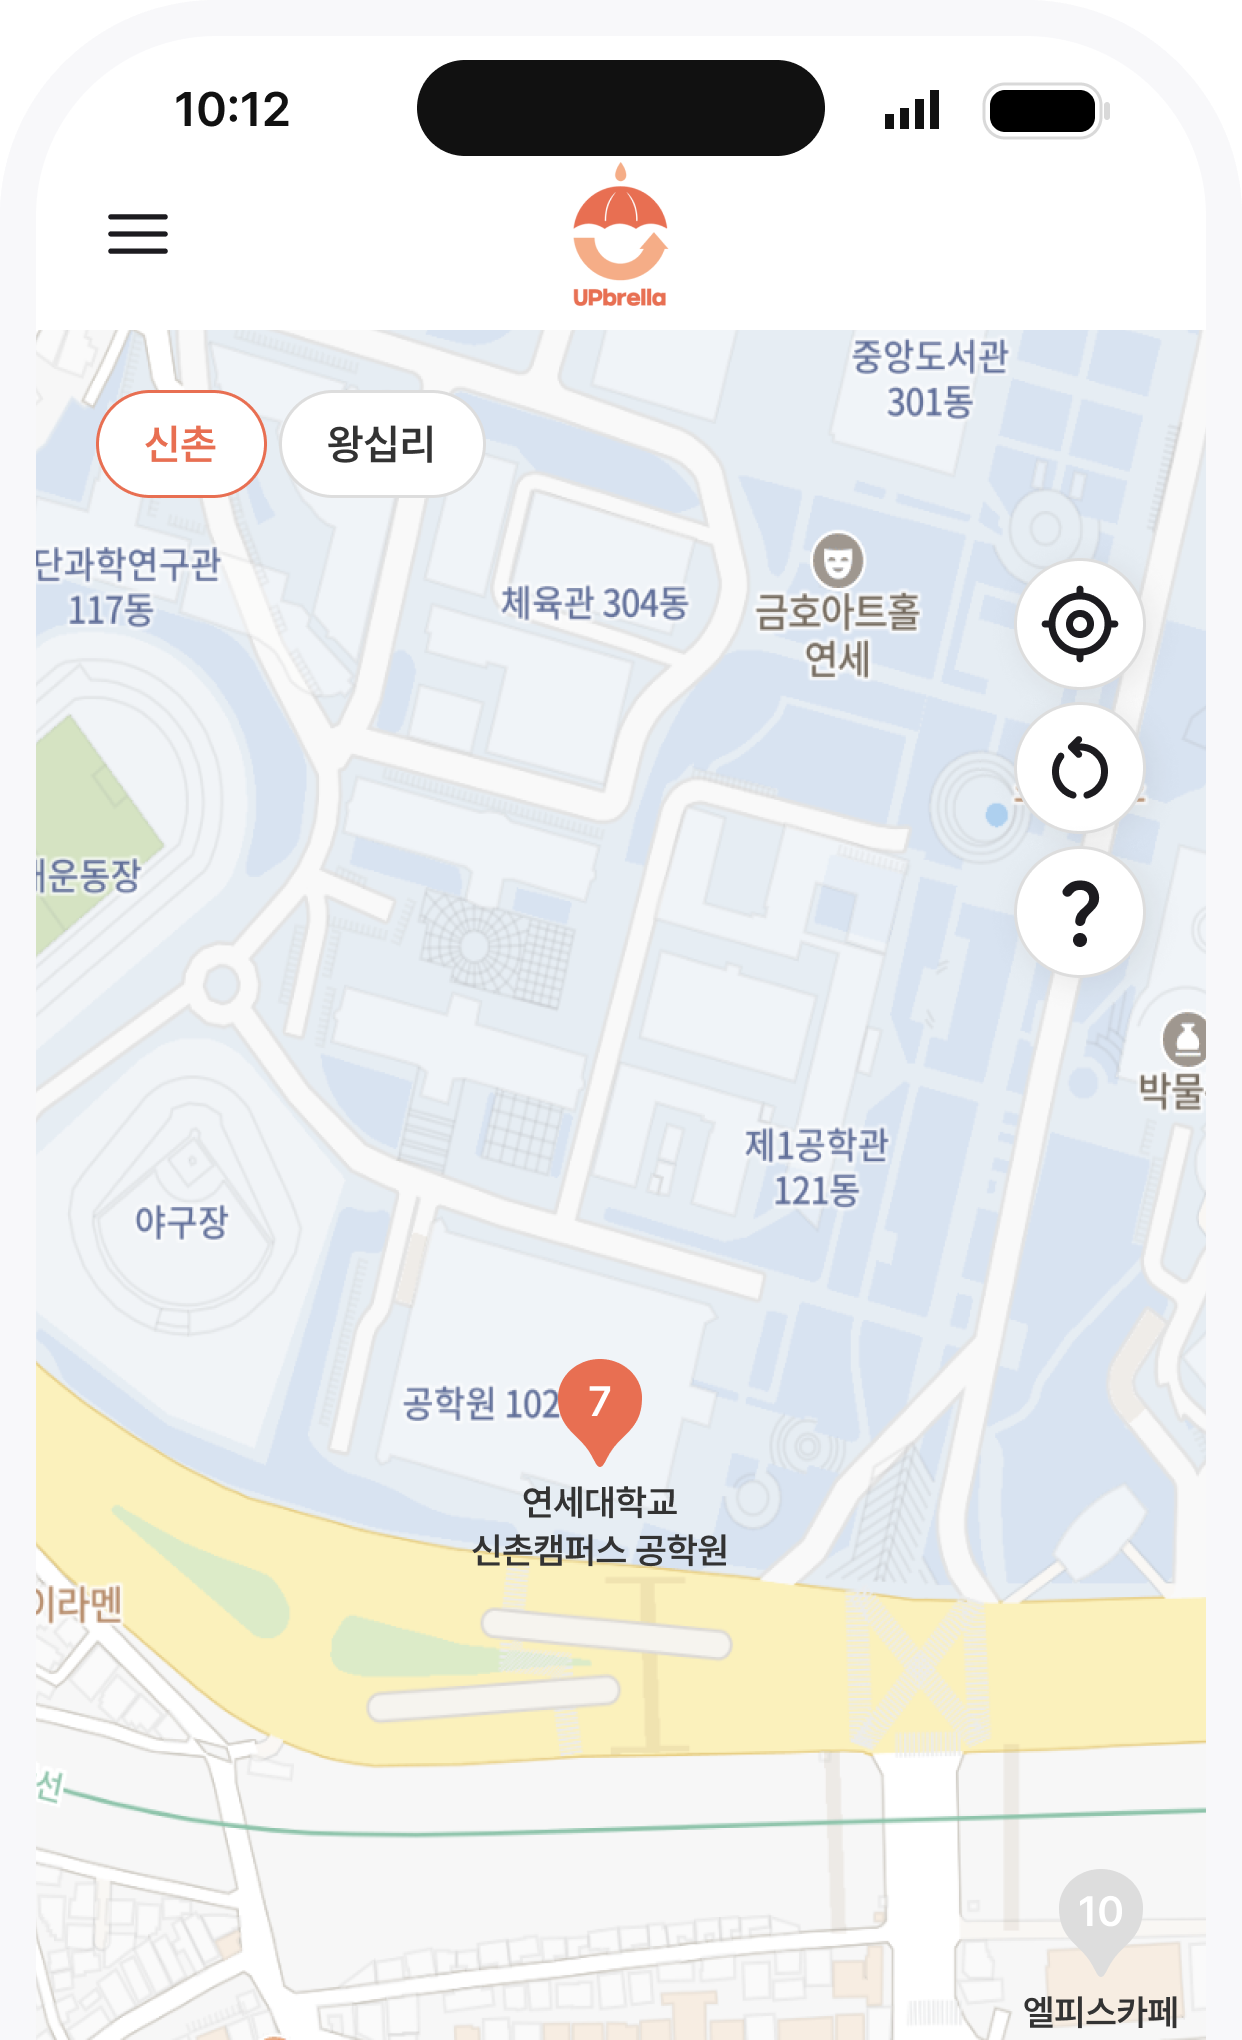 10:12
UPbrella
중앙도서관
301동
신촌
왕십리
단과학연구관
117동
체육관 304동
금호아트홀
연세
운동장
박물
제1공학관
121동
야구장
공학원 102
7
연세대학교
신촌캠퍼스 공학원
이라멘
선
10
엘피스카페